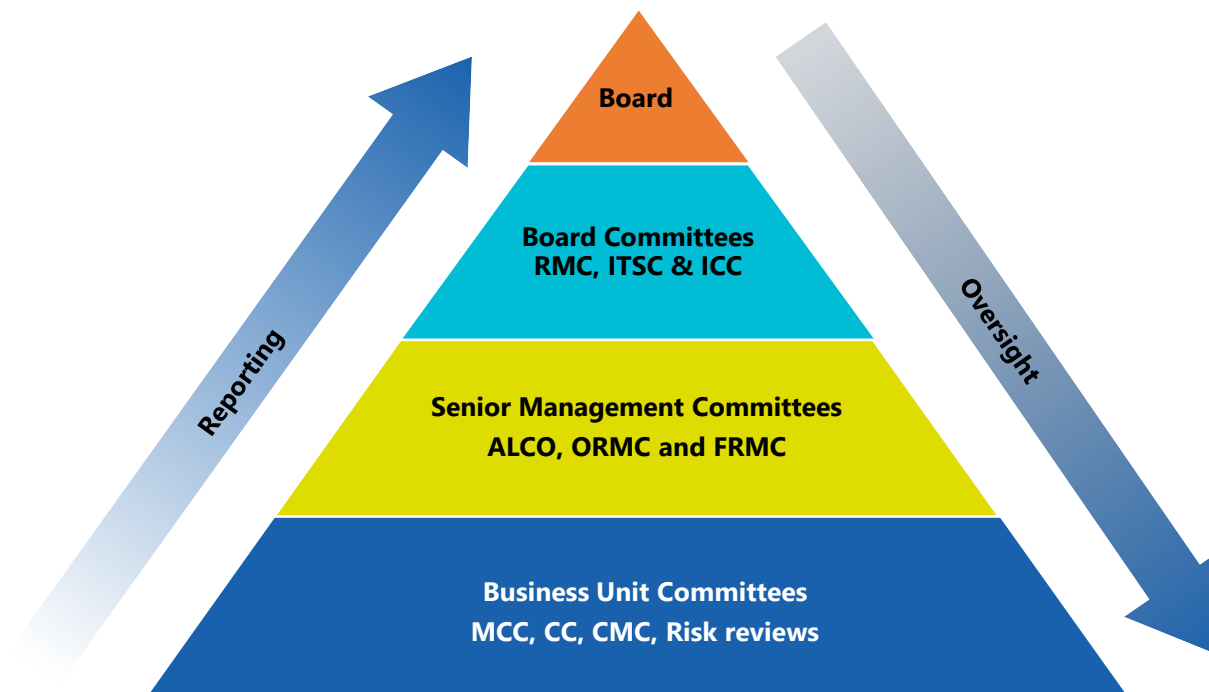 Board
Board Committees
RMC, ITSC & ICC
Reporting
Oversight
Senior Management Committees
ALCO, ORMC and FRMC
Business Unit Committees
MCC, CC, CMC, Risk reviews